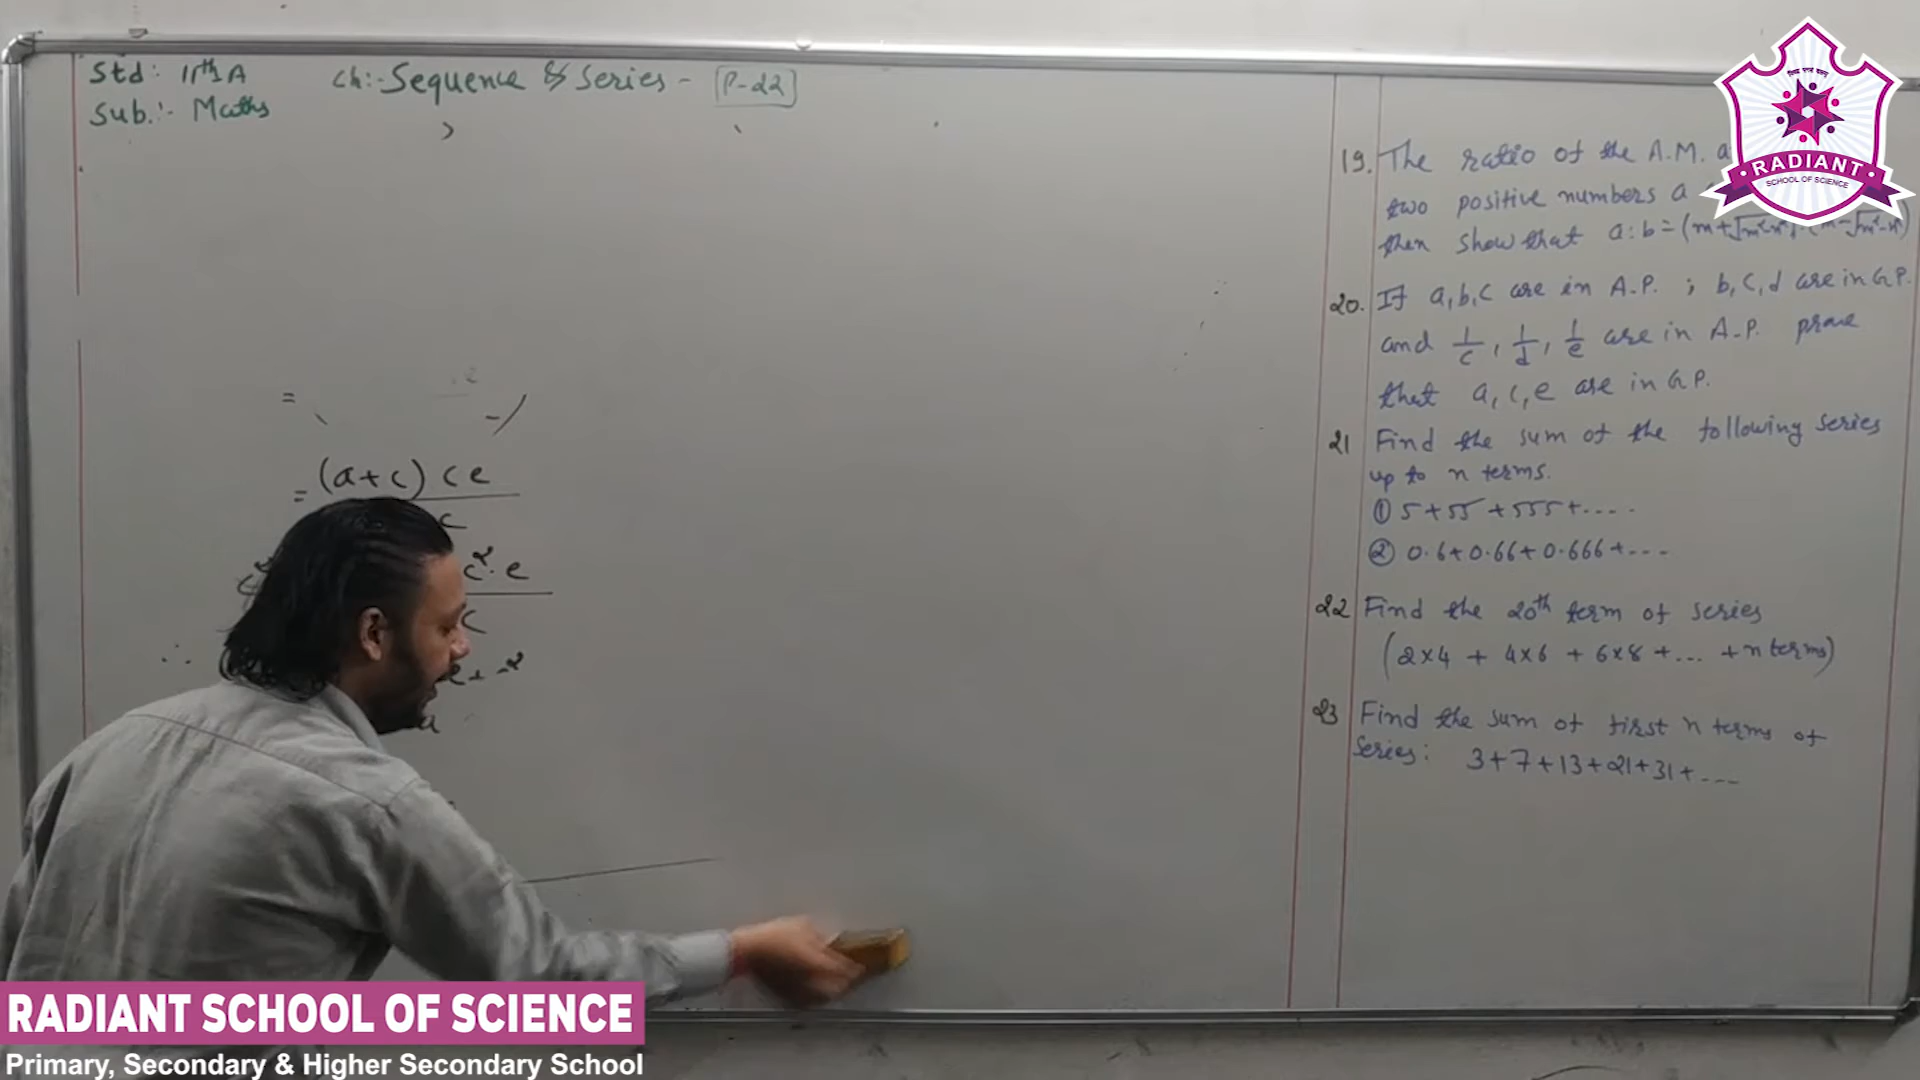 Std: 11th A
Sub.:- Maths
Ch:- Sequence & Series - P-22
=
= (a+c) c e
c
c² · e
c
∴
a
19. The ratio of the A.M.
two positive numbers a
then show that a:b = (m+√m²-n²) : (m-√m²-n²)
20. If a,b,c are in A.P. ; b,c,d are in G.P.
and 1/c, 1/d, 1/e are in A.P. prove
that a, c, e are in G.P.
21 Find the sum of the following series
up to n terms.
① 5+55+555+....
② 0.6+0.66+0.666+---
22 Find the 20th term of series
(2×4 + 4×6 + 6×8 +... +n terms)
23 Find the sum of first n terms of
series: 3+7+13+21+31+---
RADIANT
SCHOOL OF SCIENCE
RADIANT SCHOOL OF SCIENCE
Primary, Secondary & Higher Secondary School